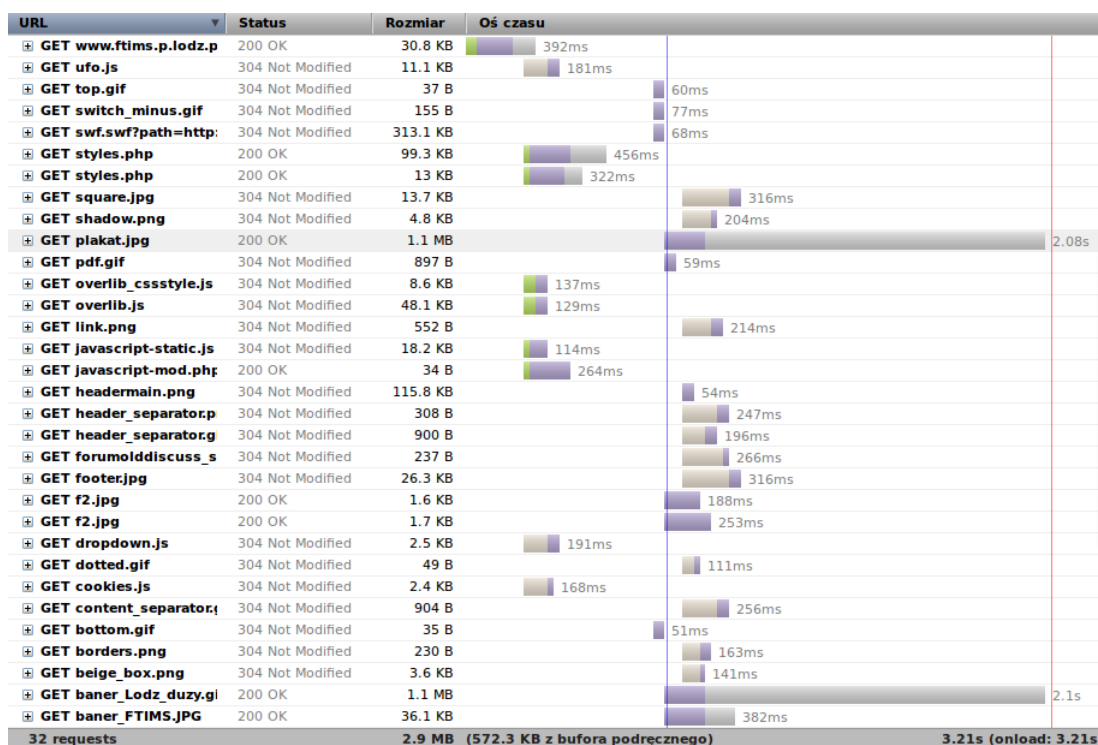 URL Status Rozmiar Oś czasu
GET www.ftims.p.lodz.p 200 OK 30.8 KB 392ms
GET ufo.js 304 Not Modified 11.1 KB 181ms
GET top.gif 304 Not Modified 37 B 60ms
GET switch_minus.gif 304 Not Modified 155 B 77ms
GET swf.swf?path=http: 304 Not Modified 313.1 KB 68ms
GET styles.php 200 OK 99.3 KB 456ms
GET styles.php 200 OK 13 KB 322ms
GET square.jpg 304 Not Modified 13.7 KB 316ms
GET shadow.png 304 Not Modified 4.8 KB 204ms
GET plakat.jpg 200 OK 1.1 MB 2.08s
GET pdf.gif 304 Not Modified 897 B 59ms
GET overlib_cssstyle.js 304 Not Modified 8.6 KB 137ms
GET overlib.js 304 Not Modified 48.1 KB 129ms
GET link.png 304 Not Modified 552 B 214ms
GET javascript-static.js 304 Not Modified 18.2 KB 114ms
GET javascript-mod.php 200 OK 34 B 264ms
GET headermain.png 304 Not Modified 115.8 KB 54ms
GET header_separator.p 304 Not Modified 308 B 247ms
GET header_separator.g 304 Not Modified 900 B 196ms
GET forumolddiscuss_s 304 Not Modified 237 B 266ms
GET footer.jpg 304 Not Modified 26.3 KB 316ms
GET f2.jpg 200 OK 1.6 KB 188ms
GET f2.jpg 200 OK 1.7 KB 253ms
GET dropdown.js 304 Not Modified 2.5 KB 191ms
GET dotted.gif 304 Not Modified 49 B 111ms
GET cookies.js 304 Not Modified 2.4 KB 168ms
GET content_separator.g 304 Not Modified 904 B 256ms
GET bottom.gif 304 Not Modified 35 B 51ms
GET borders.png 304 Not Modified 230 B 163ms
GET beige_box.png 304 Not Modified 3.6 KB 141ms
GET baner_Lodz_duzy.gi 200 OK 1.1 MB 2.1s
GET baner_FTIMS.JPG 200 OK 36.1 KB 382ms
32 requests 2.9 MB (572.3 KB z bufora podręcznego) 3.21s (onload: 3.21s